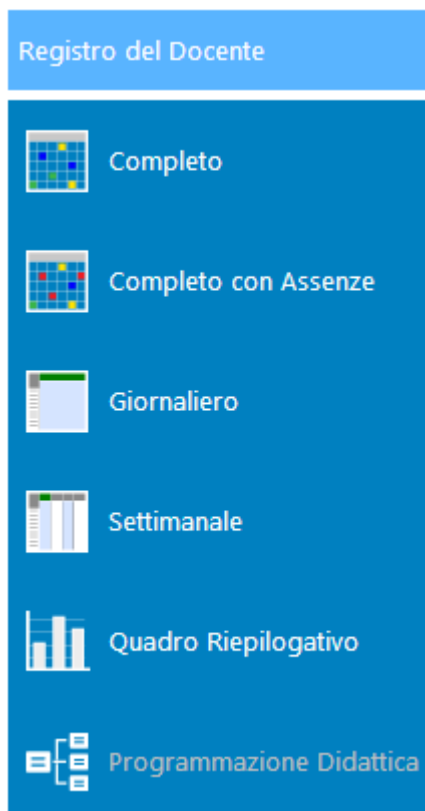 Registro del Docente
Completo
Completo con Assenze
Giornaliero
Settimanale
Quadro Riepilogativo
Programmazione Didattica